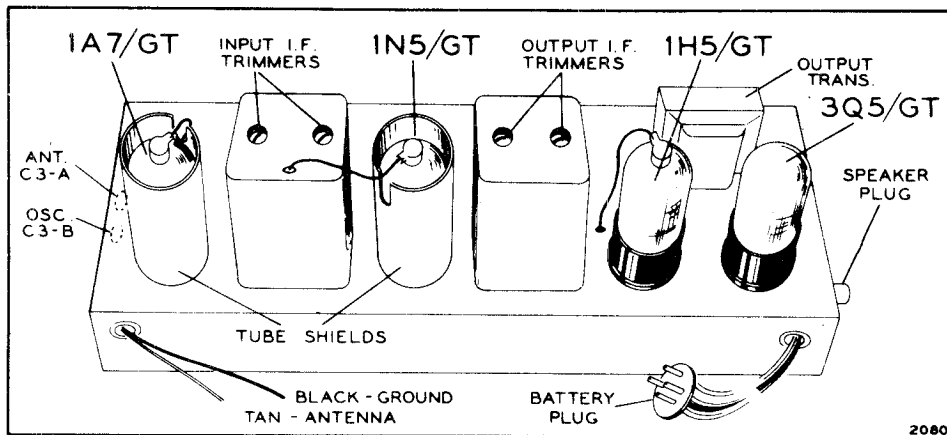 1A7/GT
INPUT I.F.
TRIMMERS
1N5/GT
OUTPUT I.F.
TRIMMERS
1H5/GT
OUTPUT
TRANS.
3Q5/GT
ANT.
C3-A
OSC.
C3-B
SPEAKER
PLUG
TUBE SHIELDS
BLACK - GROUND
TAN - ANTENNA
BATTERY
PLUG
2080